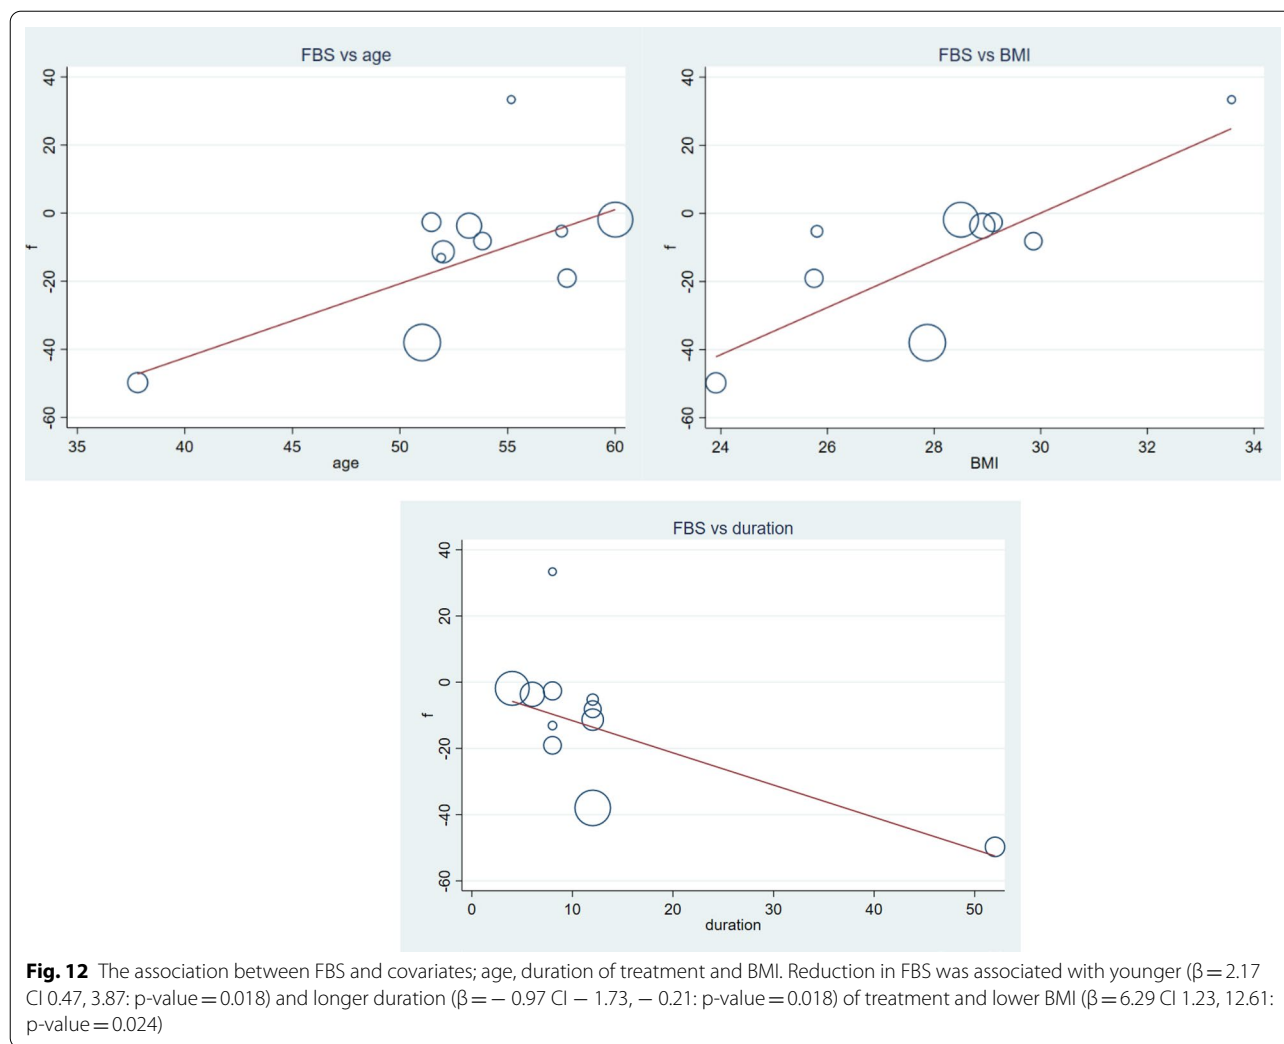 FBS vs age
40
20
0
-20
-40
-60
f
35 40 45 50 55 60
age
FBS vs BMI
40
20
0
-20
-40
-60
f
24 26 28 30 32 34
BMI
FBS vs duration
40
20
0
-20
-40
-60
f
0 10 20 30 40 50
duration
Fig. 12 The association between FBS and covariates; age, duration of treatment and BMI. Reduction in FBS was associated with younger (β = 2.17
CI 0.47, 3.87: p-value = 0.018) and longer duration (β = − 0.97 CI − 1.73, − 0.21: p-value = 0.018) of treatment and lower BMI (β = 6.29 CI 1.23, 12.61:
p-value = 0.024)